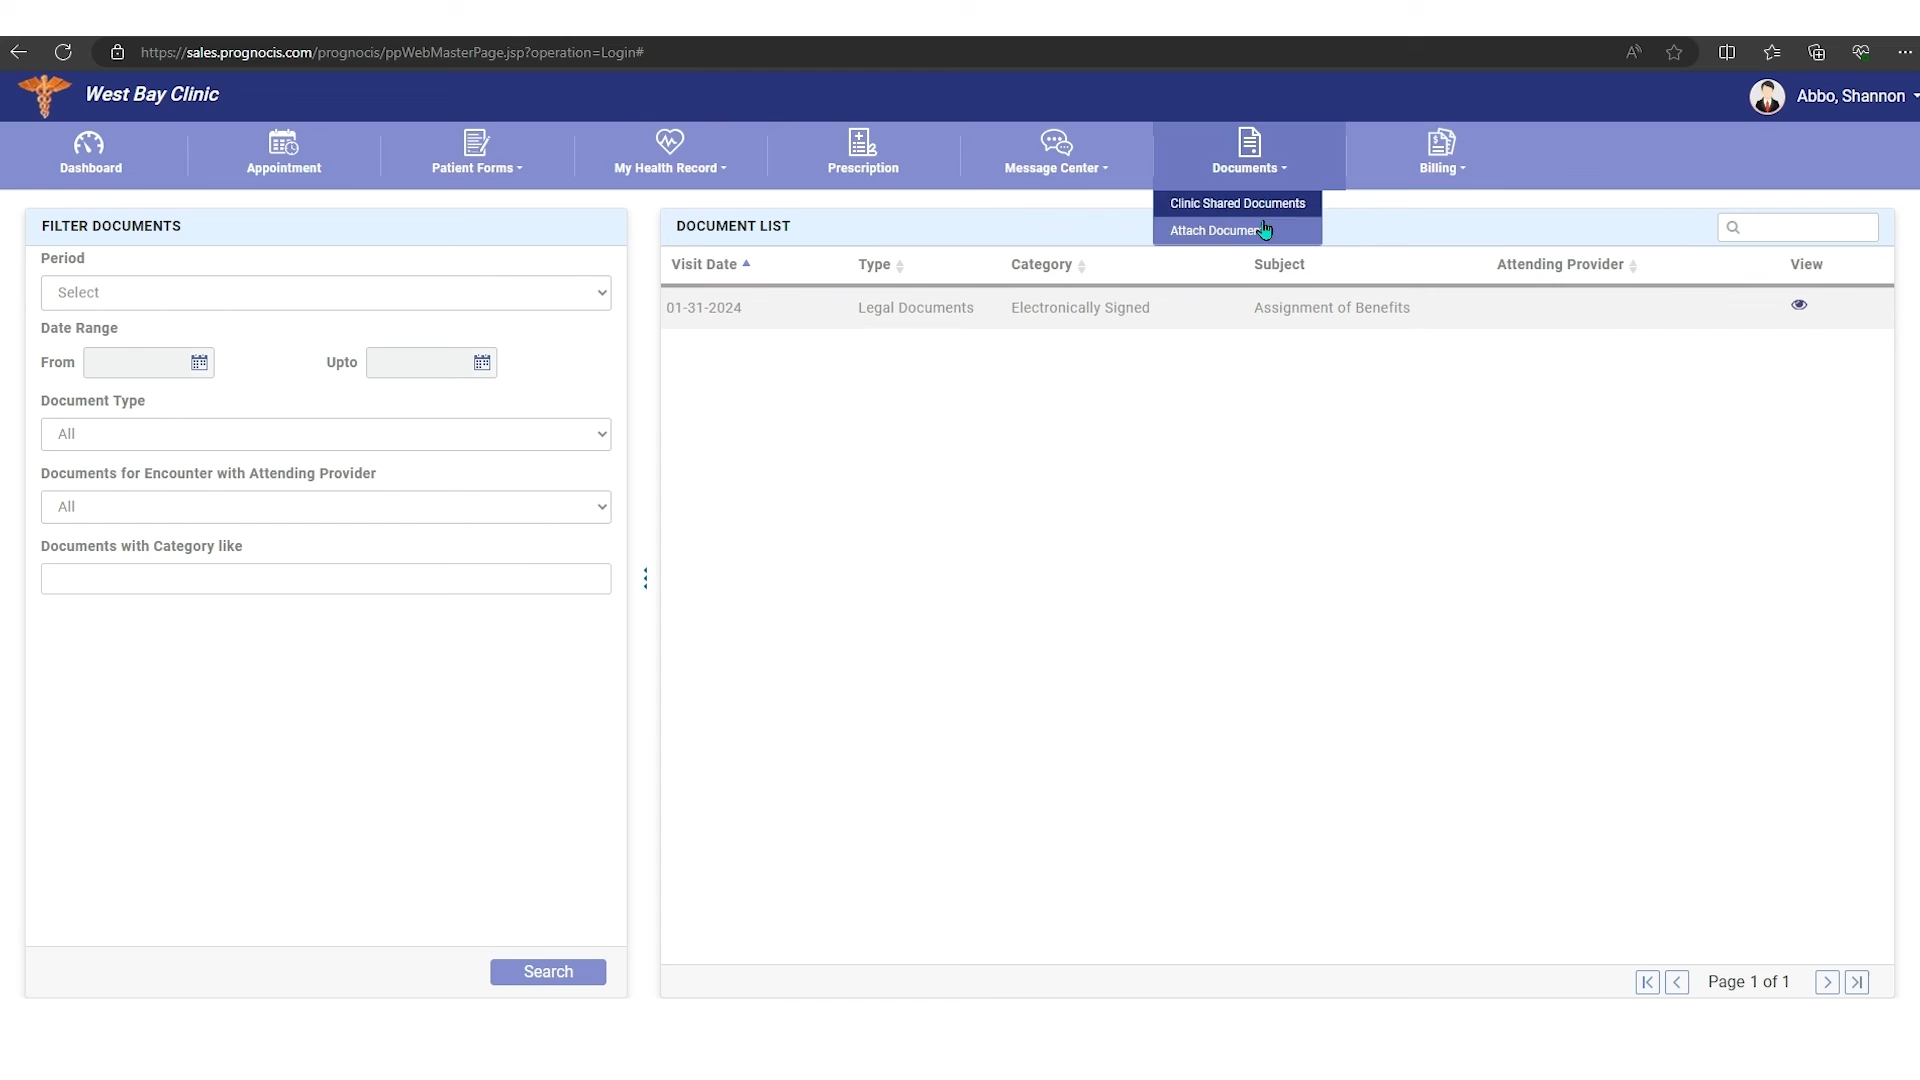 https://sales.prognocis.com/prognocis/ppWebMasterPage.jsp?operation=Login#
West Bay Clinic
Abbo, Shannon
Dashboard
Appointment
Patient Forms
My Health Record
Prescription
Message Center
Documents
Billing
Clinic Shared Documents
Attach
FILTER DOCUMENTS
Period
Select
Date Range
From
Upto
Document Type
All
Documents for Encounter with Attending Provider
All
Documents with Category like
Search
DOCUMENT LIST
Visit Date Type Category Subject Attending Provider View
01-31-2024 Legal Documents Electronically Signed Assignment of Benefits
Page 1 of 1